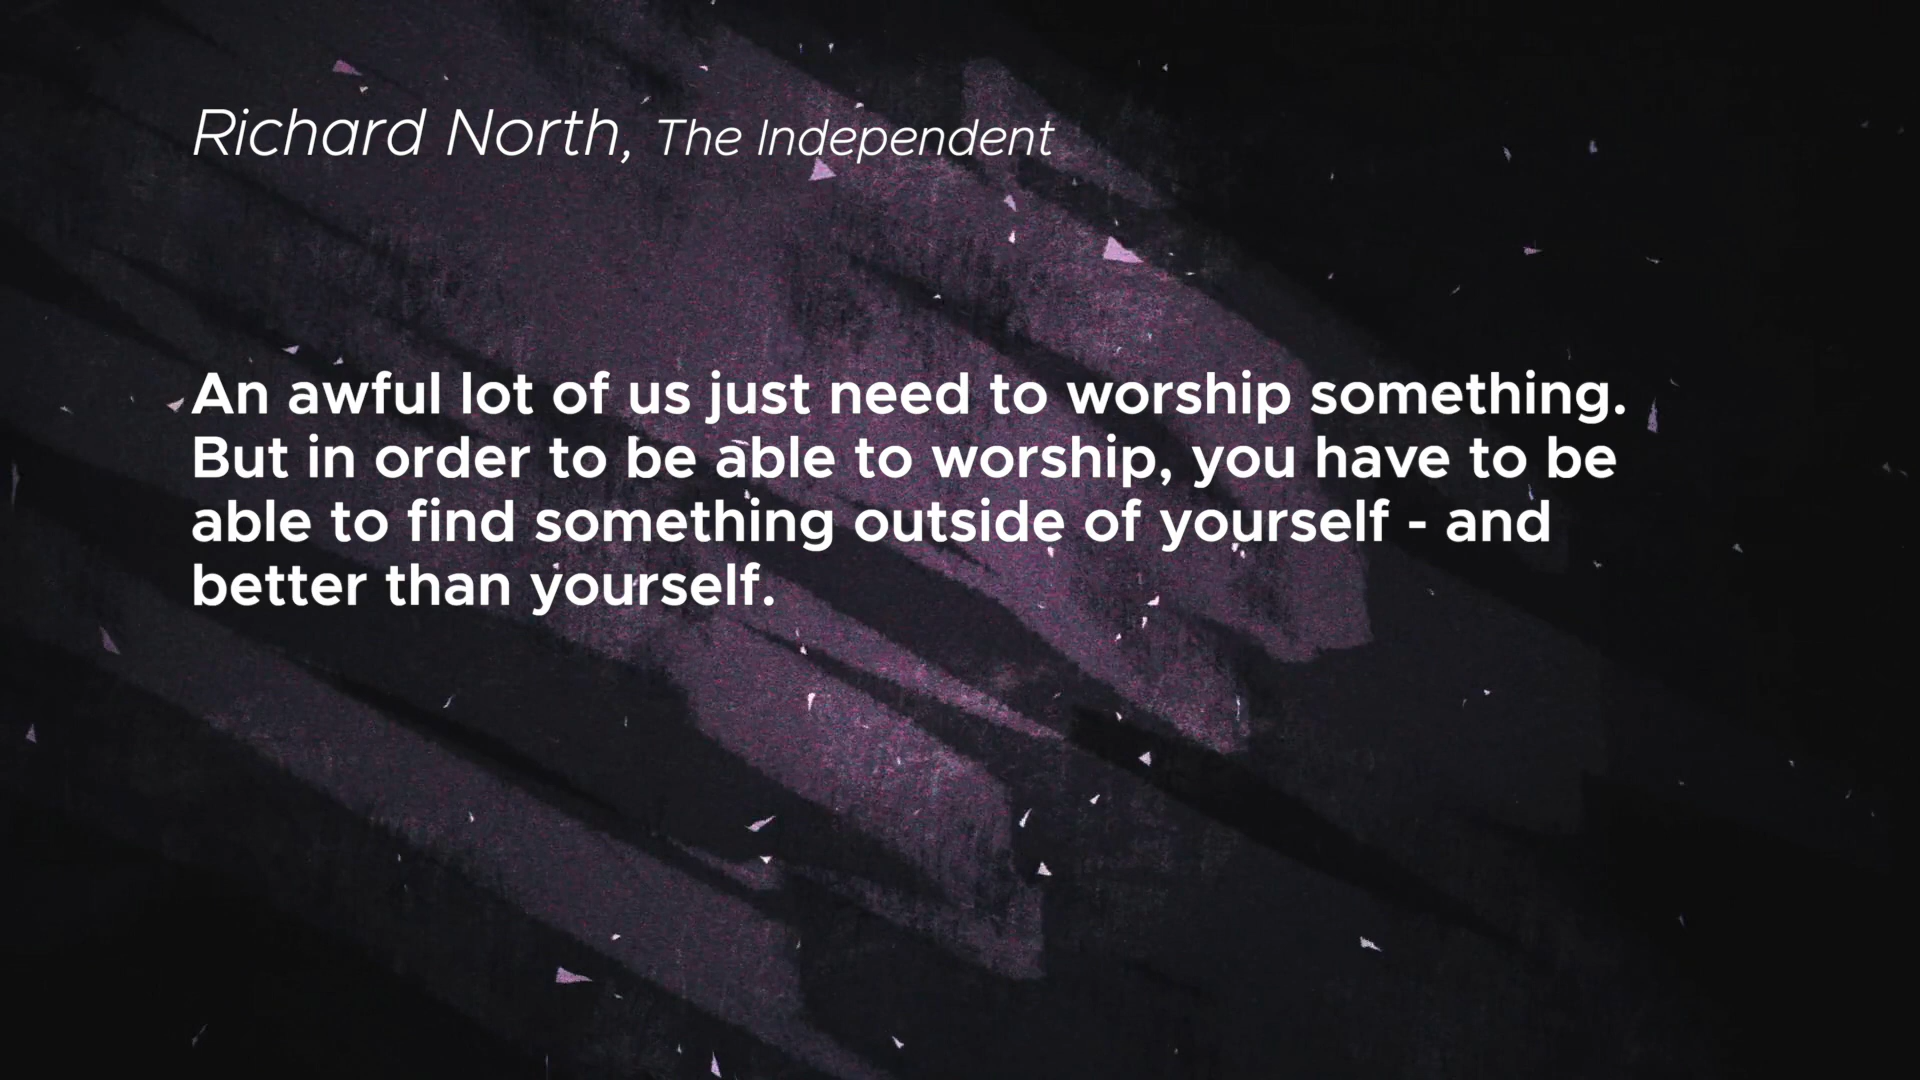 Richard North, The Independent
An awful lot of us just need to worship something.
But in order to be able to worship, you have to be
able to find something outside of yourself - and
better than yourself.